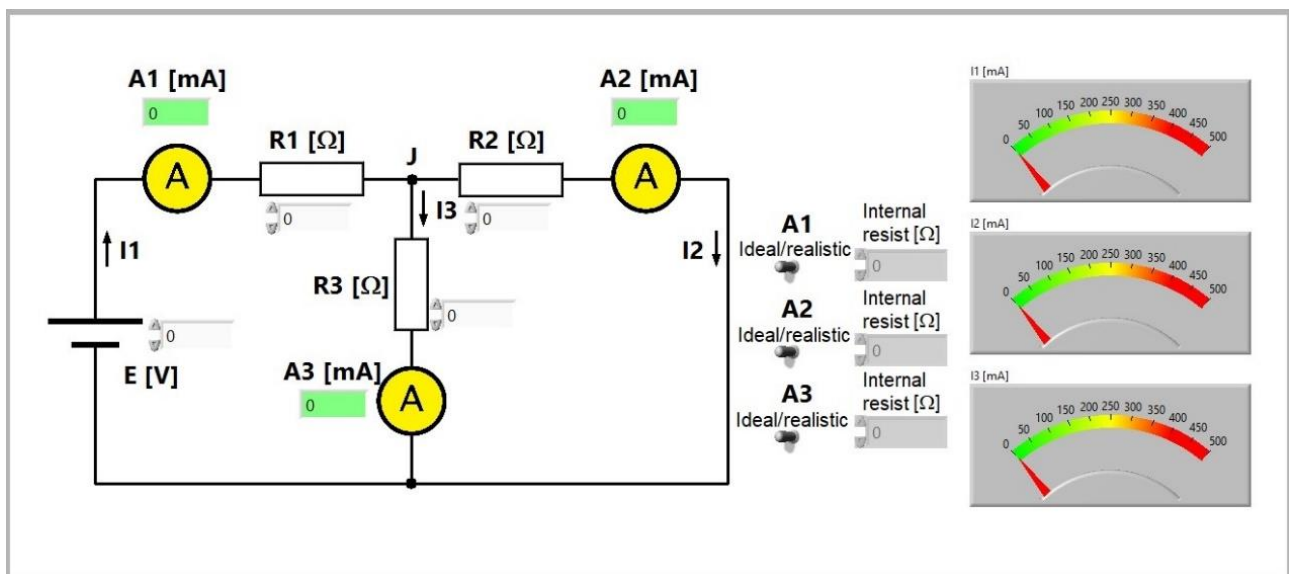 A1 [mA]
0
A
R1 [Ω]
0
J
R2 [Ω]
0
A2 [mA]
0
A
I1
I3
I2
R3 [Ω]
0
0
E [V]
A3 [mA]
0
A
A1
Ideal/realistic
Internal
resist [Ω]
0
A2
Ideal/realistic
Internal
resist [Ω]
0
A3
Ideal/realistic
Internal
resist [Ω]
0
I1 [mA]
0 50 100 150 200 250 300 350 400 450 500
I2 [mA]
0 50 100 150 200 250 300 350 400 450 500
I3 [mA]
0 50 100 150 200 250 300 350 400 450 500